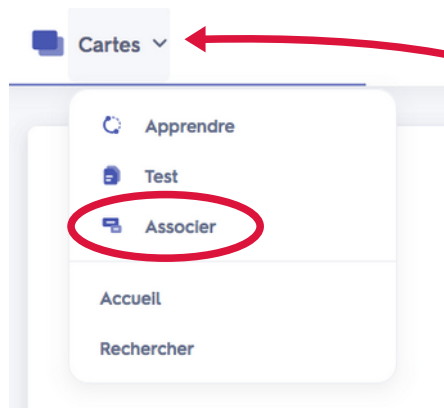 Cartes
Apprendre
Test
Associer
Accueil
Rechercher